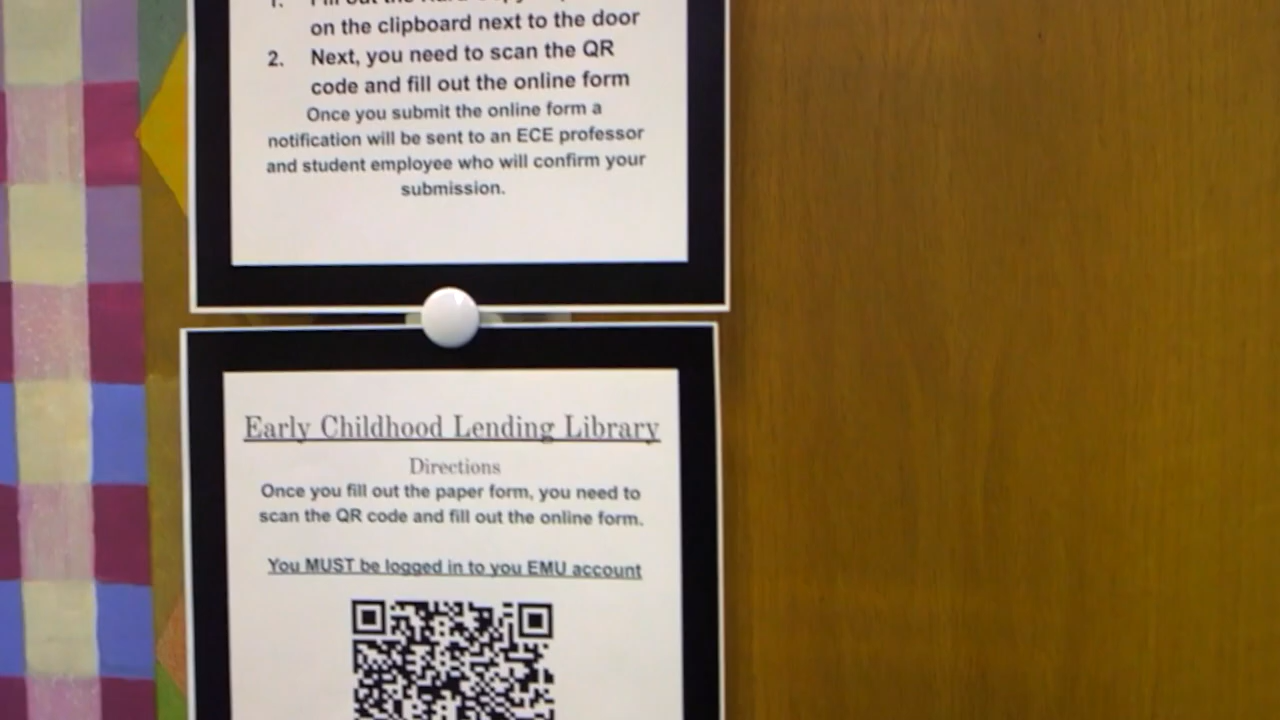 on the clipboard next to the door
2. Next, you need to scan the QR
code and fill out the online form
Once you submit the online form a
notification will be sent to an ECE professor
and student employee who will confirm your
submission.
Early Childhood Lending Library
Directions
Once you fill out the paper form, you need to
scan the QR code and fill out the online form.
You MUST be logged in to you EMU account